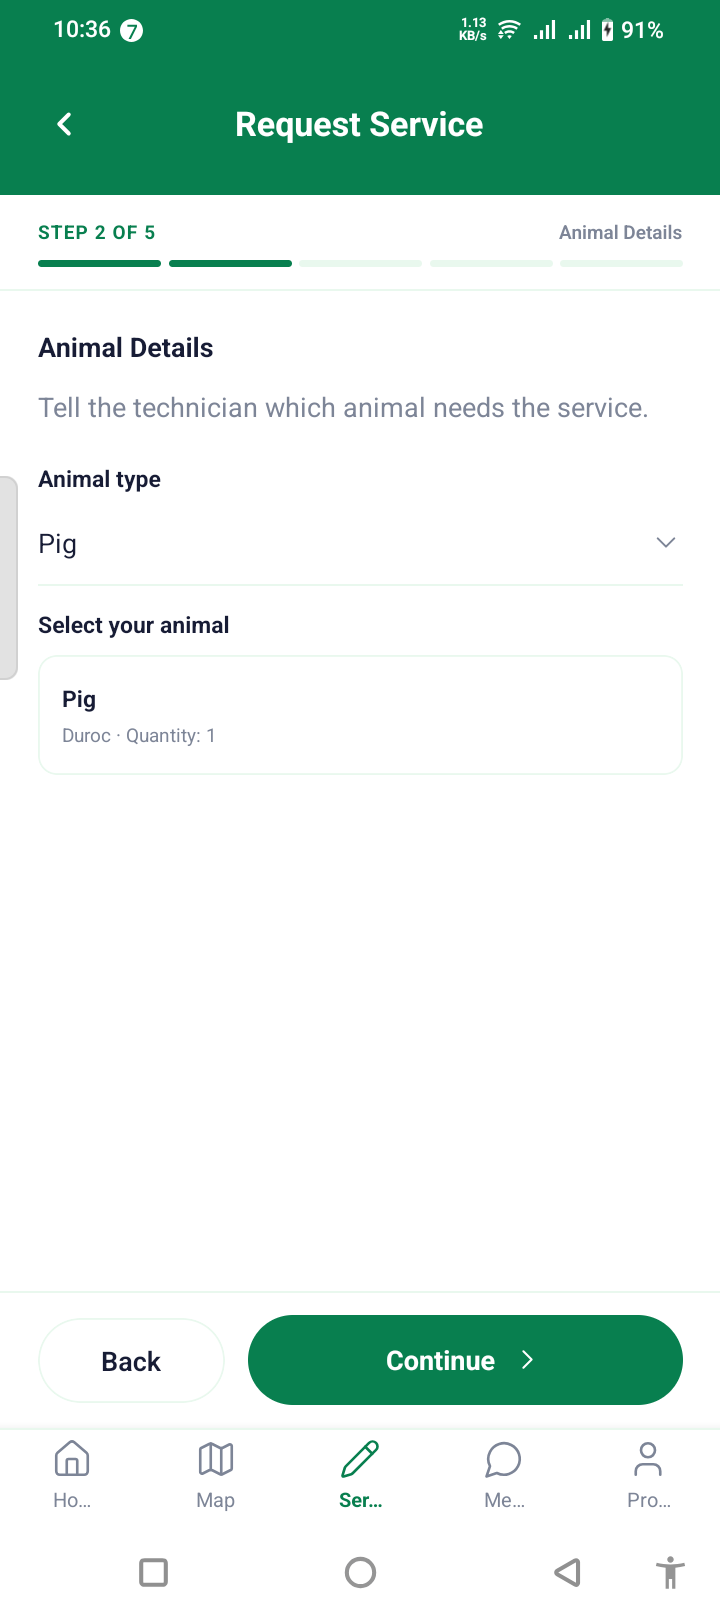 10:36 7 1.13 KB/s 91%
Request Service
STEP 2 OF 5 Animal Details
Animal Details
Tell the technician which animal needs the service.
Animal type
Pig
Select your animal
Pig
Duroc · Quantity: 1
Back Continue
Ho... Map Ser... Me... Pro...